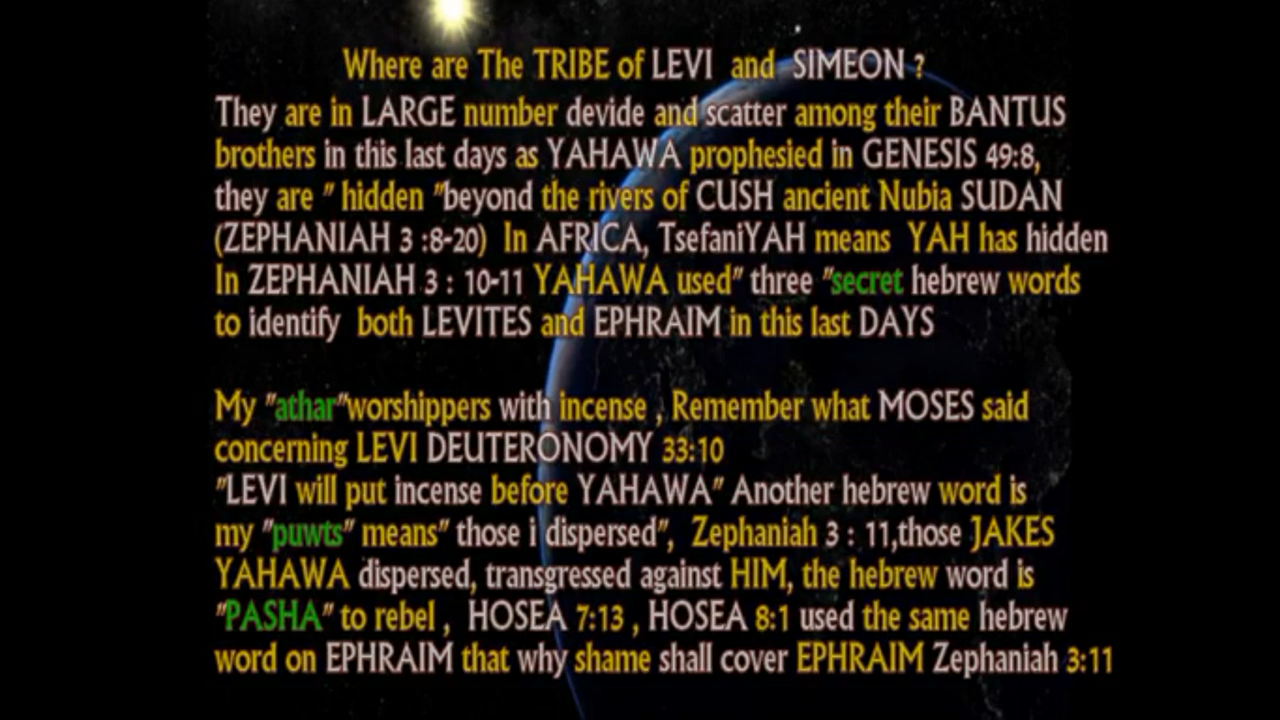 Where are The TRIBE of LEVI and SIMEON ?
They are in LARGE number devide and scatter among their BANTUS
brothers in this last days as YAHAWA prophesied in GENESIS 49:8,
they are " hidden "beyond the rivers of CUSH ancient Nubia SUDAN
(ZEPHANIAH 3 :8-20) In AFRICA, TsefaniYAH means YAH has hidden
In ZEPHANIAH 3 : 10-11 YAHAWA used" three "secret hebrew words
to identify both LEVITES and EPHRAIM in this last DAYS
My "athar"worshippers with incense , Remember what MOSES said
concerning LEVI DEUTERONOMY 33:10
"LEVI will put incense before YAHAWA" Another hebrew word is
my "puwts" means" those i dispersed", Zephaniah 3 : 11,those JAKES
YAHAWA dispersed, transgressed against HIM, the hebrew word is
"PASHA" to rebel , HOSEA 7:13 , HOSEA 8:1 used the same hebrew
word on EPHRAIM that why shame shall cover EPHRAIM Zephaniah 3:11